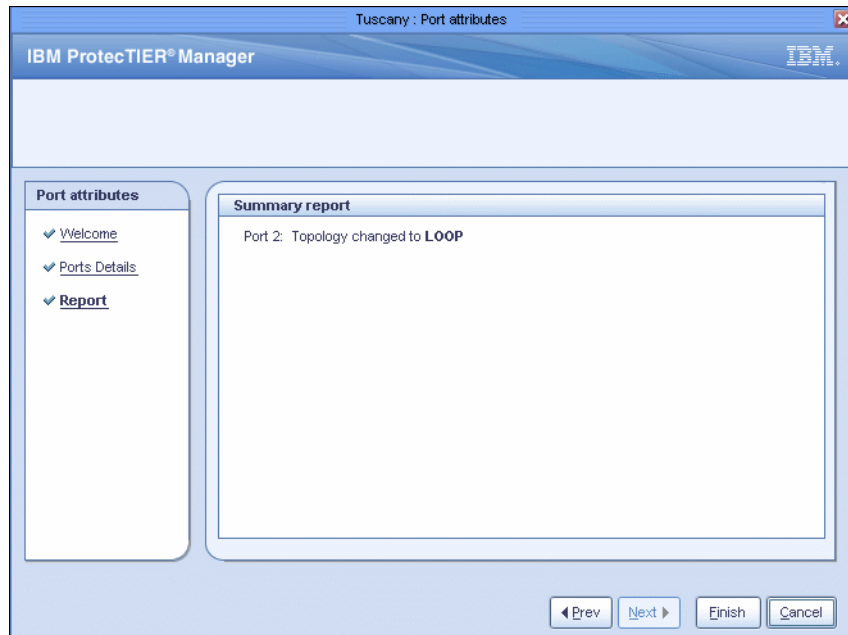 Tuscany : Port attributes
IBM ProtecTIER® Manager
IBM.
Port attributes
Welcome
Ports Details
Report
Summary report
Port 2: Topology changed to LOOP
Prev
Next
Finish
Cancel